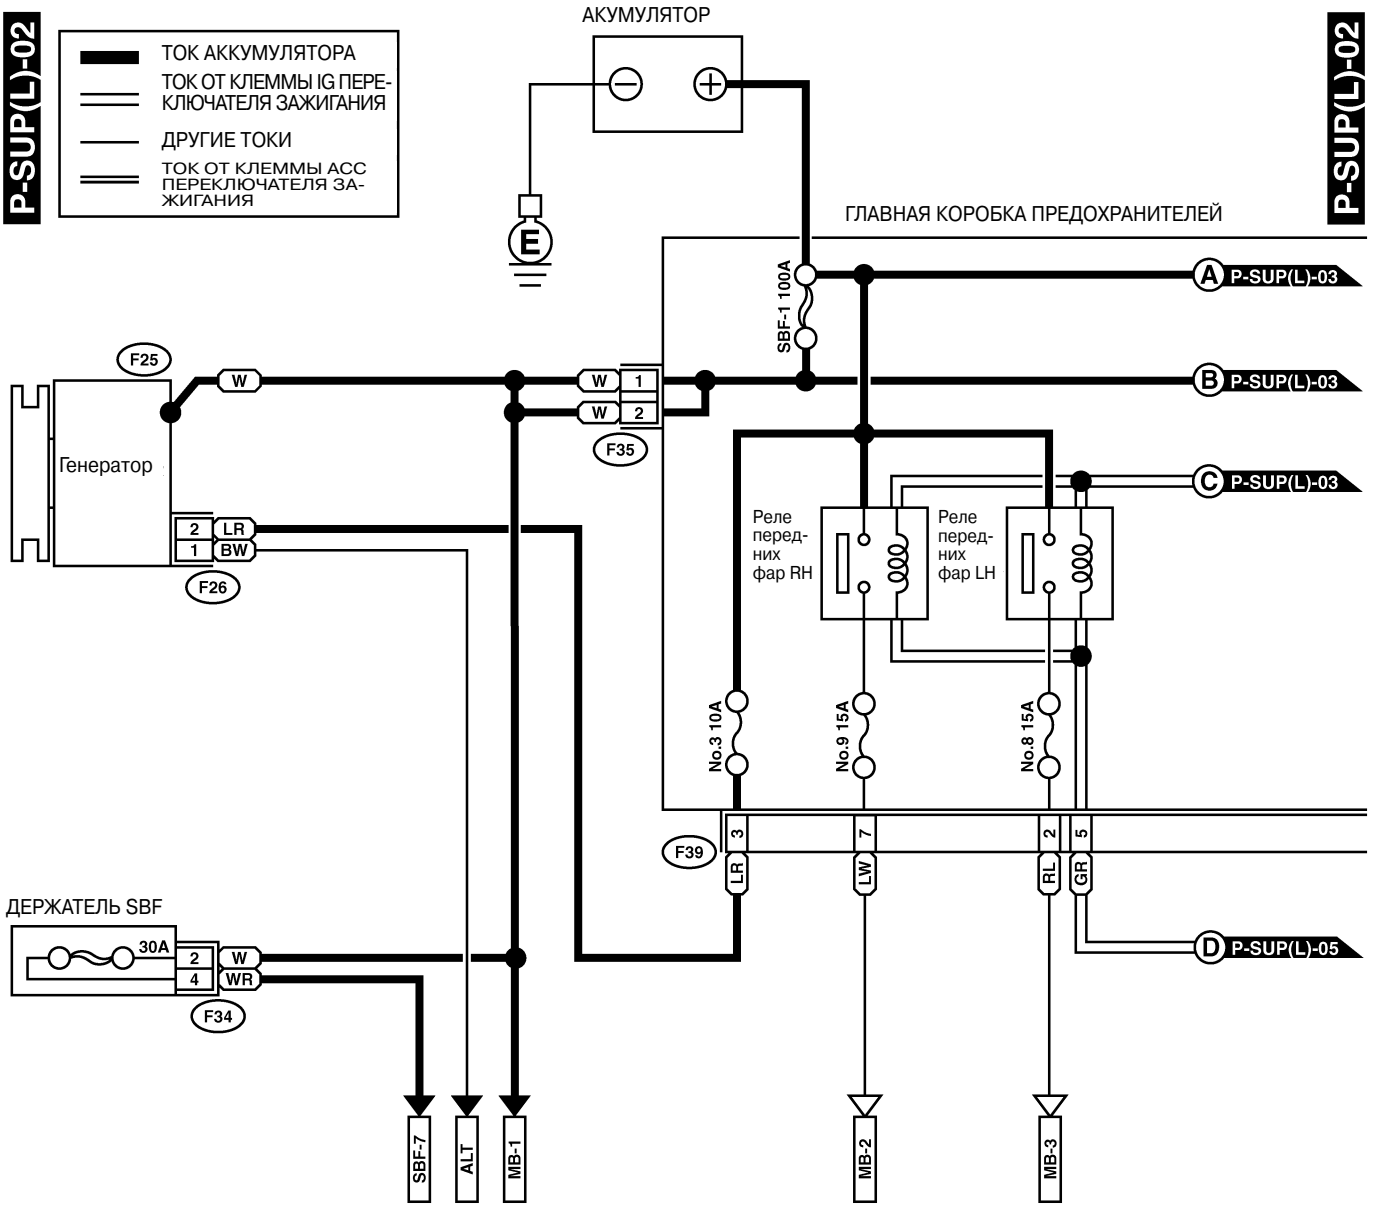 P-SUP(L)-02
АКУМУЛЯТОР
P-SUP(L)-02
ТОК АККУМУЛЯТОРА
ТОК ОТ КЛЕММЫ IG ПЕРЕ-
КЛЮЧАТЕЛЯ ЗАЖИГАНИЯ
ДРУГИЕ ТОКИ
ТОК ОТ КЛЕММЫ ACC
ПЕРЕКЛЮЧАТЕЛЯ ЗА-
ЖИГАНИЯ
E
ГЛАВНАЯ КОРОБКА ПРЕДОХРАНИТЕЛЕЙ
SBF-1 100A
A P-SUP(L)-03
F25
W
W 1
B P-SUP(L)-03
W 2
F35
Генератор
C P-SUP(L)-03
2 LR
1 BW
F26
Реле
перед-
них
фар RH
Реле
перед-
них
фар LH
No.3 10A
No.9 15A
No.8 15A
F39
3
7
2
5
LR
LW
RL
GR
ДЕРЖАТЕЛЬ SBF
30A
2 W
4 WR
F34
D P-SUP(L)-05
SBF-7
ALT
MB-1
MB-2
MB-3